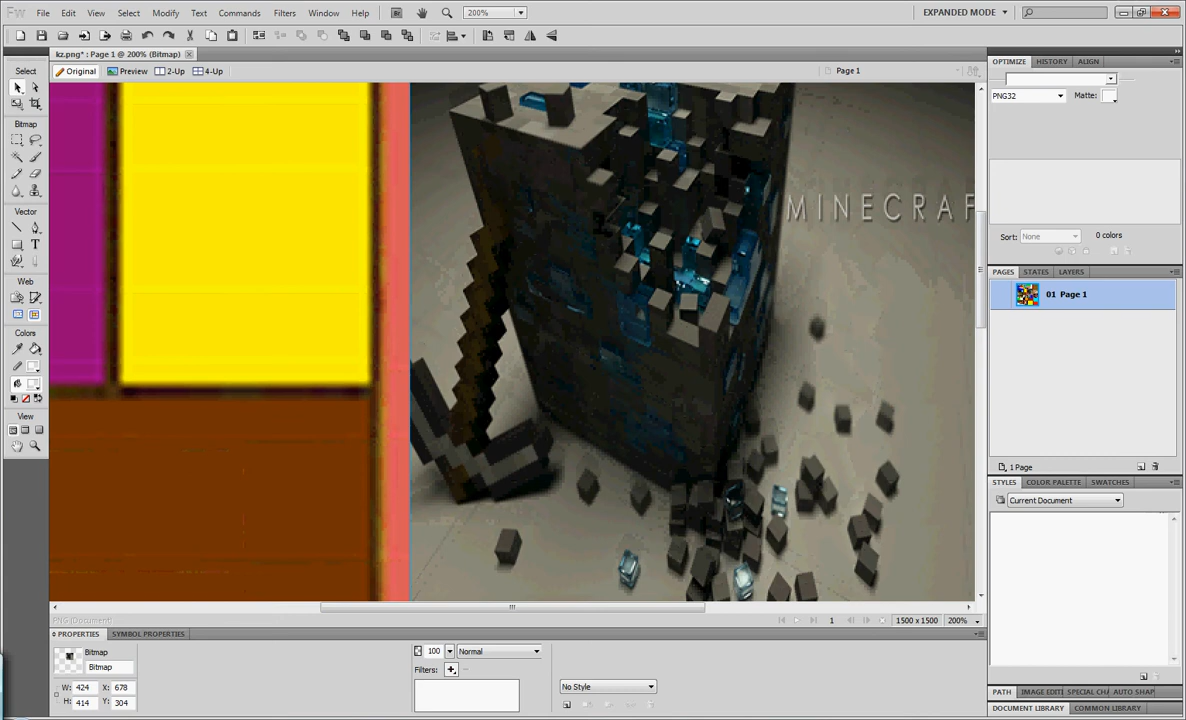 Fw File Edit View Select Modify Text Commands Filters Window Help Br 200% EXPANDED MODE
kz.png* : Page 1 @ 200% (Bitmap)
Original Preview 2-Up 4-Up Page 1
Select
Bitmap
Vector
T
Web
Colors
View
MINECRAF
OPTIMIZE HISTORY ALIGN
PNG32 Matte:
Sort: None 0 colors
PAGES STATES LAYERS
01 Page 1
1 Page
STYLES COLOR PALETTE SWATCHES
Current Document
PATH IMAGE EDITI SPECIAL CHA AUTO SHAP
DOCUMENT LIBRARY COMMON LIBRARY
PNG (Document) 1 1500 x 1500 200%
PROPERTIES SYMBOL PROPERTIES
Bitmap
Bitmap
W: 424 X: 678
H: 414 Y: 304
100 Normal
Filters:
No Style